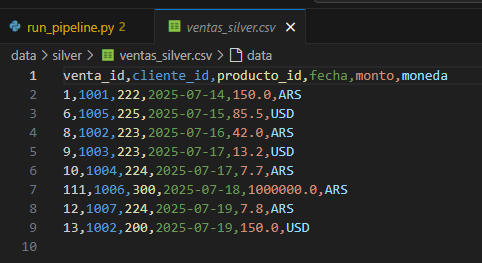 run_pipeline.py 2 ventas_silver.csv
data > silver > ventas_silver.csv > data
1 venta_id,cliente_id,producto_id,fecha,monto,moneda
2 1,1001,222,2025-07-14,150.0,ARS
3 6,1005,225,2025-07-15,85.5,USD
4 8,1002,223,2025-07-16,42.0,ARS
5 9,1003,223,2025-07-17,13.2,USD
6 10,1004,224,2025-07-17,7.7,ARS
7 111,1006,300,2025-07-18,1000000.0,ARS
8 12,1007,224,2025-07-19,7.8,ARS
9 13,1002,200,2025-07-19,150.0,USD
10